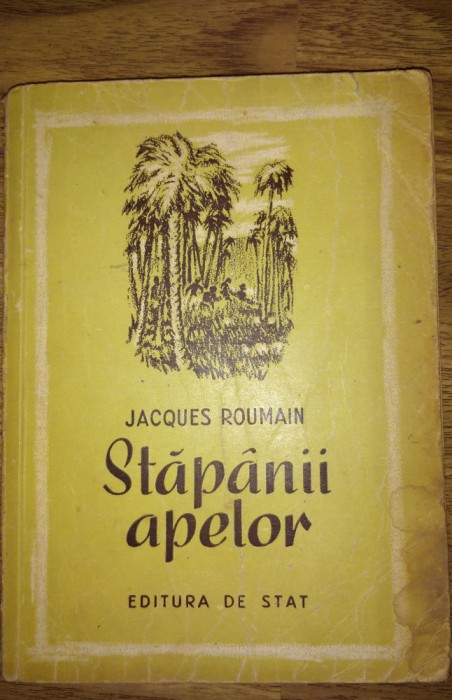 JACQUES ROUMAIN
Stăpânii
apelor
EDITURA DE STAT